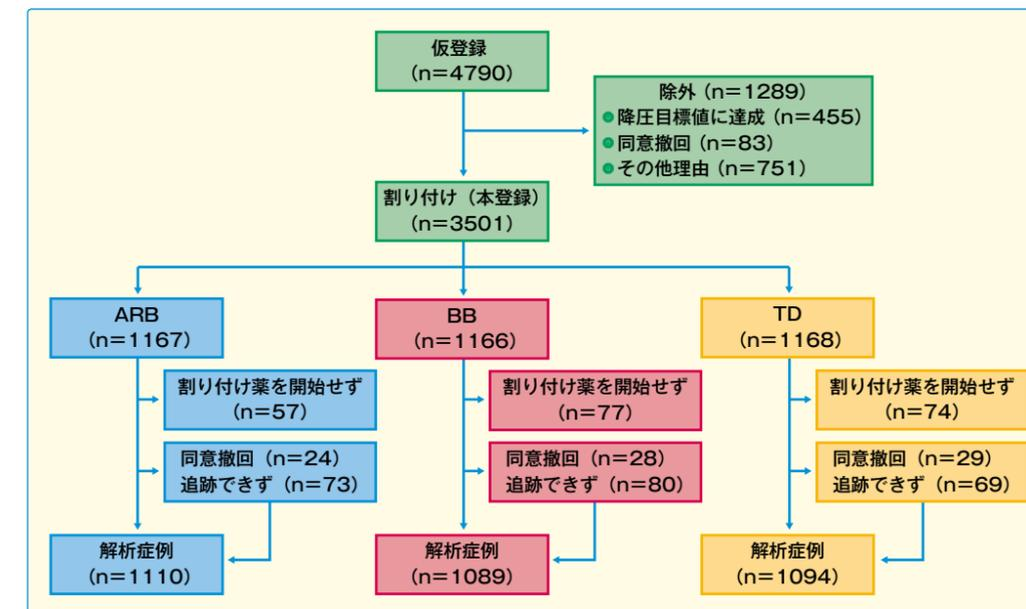 仮登録
(n=4790)
除外 (n=1289)
降圧目標値に達成 (n=455)
同意撤回 (n=83)
その他理由 (n=751)
割り付け（本登録）
(n=3501)
ARB
(n=1167)
BB
(n=1166)
TD
(n=1168)
割り付け薬を開始せず
(n=57)
割り付け薬を開始せず
(n=77)
割り付け薬を開始せず
(n=74)
同意撤回 (n=24)
追跡できず (n=73)
同意撤回 (n=28)
追跡できず (n=80)
同意撤回 (n=29)
追跡できず (n=69)
解析症例
(n=1110)
解析症例
(n=1089)
解析症例
(n=1094)